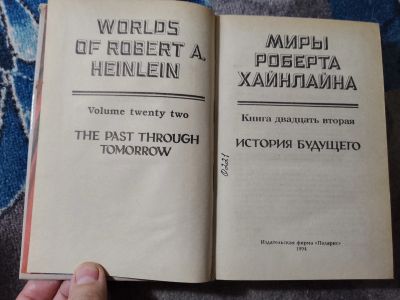 WORLDS
OF ROBERT A.
HEINLEIN
Volume twenty two
THE PAST THROUGH
TOMORROW
МИРЫ
РОБЕРТА
ХАЙНЛАЙНА
Книга двадцать вторая
ИСТОРИЯ БУДУЩЕГО
Издательская фирма «Полярис»
1994